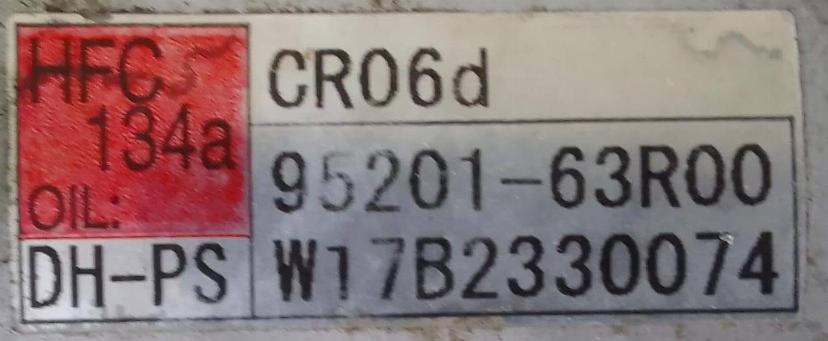 HFC
134a
OIL:
DH-PS
CR06d
95201-63R00
W17B2330074